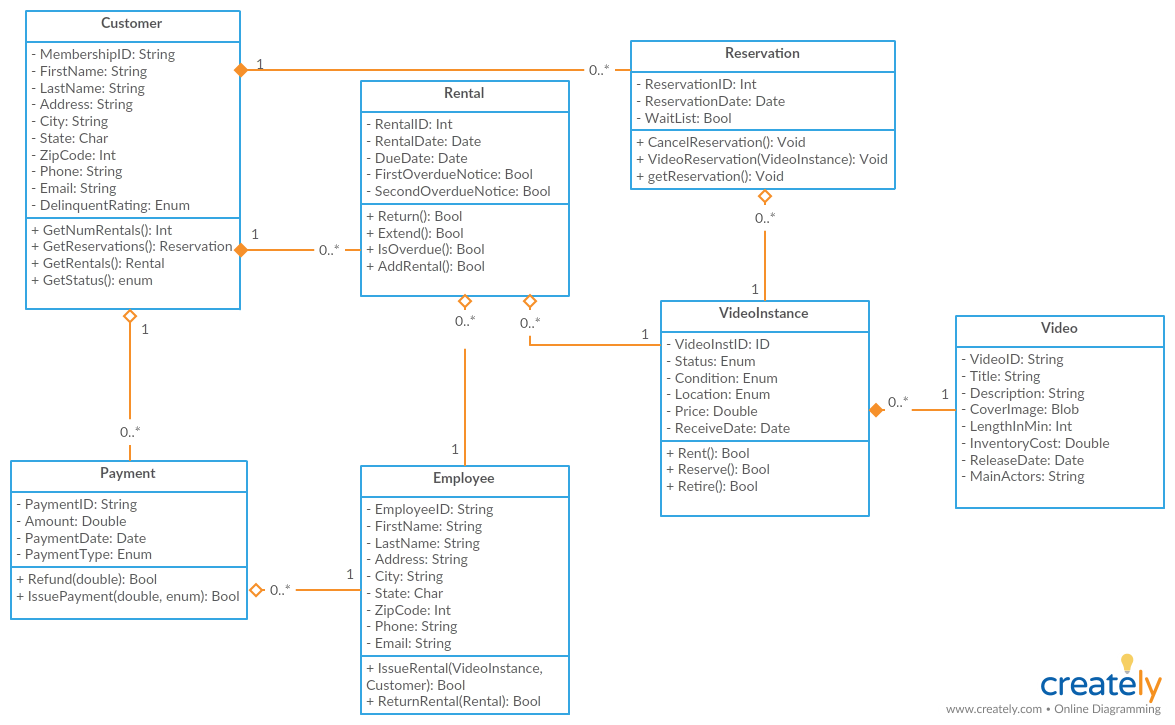 Customer
- MembershipID: String
- FirstName: String
- LastName: String
- Address: String
- City: String
- State: Char
- ZipCode: Int
- Phone: String
- Email: String
- DelinquentRating: Enum
+ GetNumRentals(): Int
+ GetReservations(): Reservation
+ GetRentals(): Rental
+ GetStatus(): enum
1
0..*
1
0..*
1
0..*
Rental
- RentalID: Int
- RentalDate: Date
- DueDate: Date
- FirstOverdueNotice: Bool
- SecondOverdueNotice: Bool
+ Return(): Bool
+ Extend(): Bool
+ IsOverdue(): Bool
+ AddRental(): Bool
0..*
1
0..*
1
Reservation
- ReservationID: Int
- ReservationDate: Date
- WaitList: Bool
+ CancelReservation(): Void
+ VideoReservation(VideoInstance): Void
+ getReservation(): Void
0..*
1
VideoInstance
- VideoInstID: ID
- Status: Enum
- Condition: Enum
- Location: Enum
- Price: Double
- ReceiveDate: Date
+ Rent(): Bool
+ Reserve(): Bool
+ Retire(): Bool
0..*
1
Video
- VideoID: String
- Title: String
- Description: String
- CoverImage: Blob
- LengthInMin: Int
- InventoryCost: Double
- ReleaseDate: Date
- MainActors: String
Payment
- PaymentID: String
- Amount: Double
- PaymentDate: Date
- PaymentType: Enum
+ Refund(double): Bool
+ IssuePayment(double, enum): Bool
0..*
1
Employee
- EmployeeID: String
- FirstName: String
- LastName: String
- Address: String
- City: String
- State: Char
- ZipCode: Int
- Phone: String
- Email: String
+ IssueRental(VideoInstance,
Customer): Bool
+ ReturnRental(Rental): Bool
creately
www.creately.com • Online Diagramming